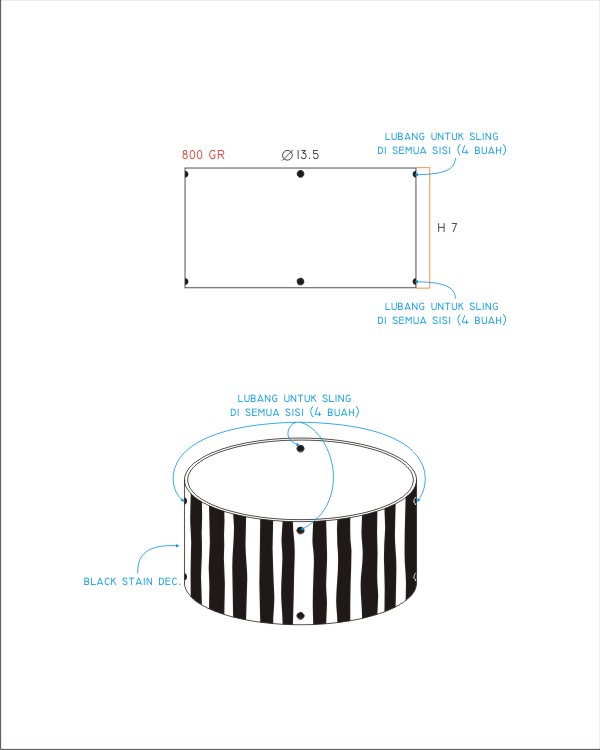 LUBANG UNTUK SLING
DI SEMUA SISI (4 BUAH)
800 GR
Ø 13.5
H 7
LUBANG UNTUK SLING
DI SEMUA SISI (4 BUAH)
LUBANG UNTUK SLING
DI SEMUA SISI (4 BUAH)
BLACK STAIN DEC.